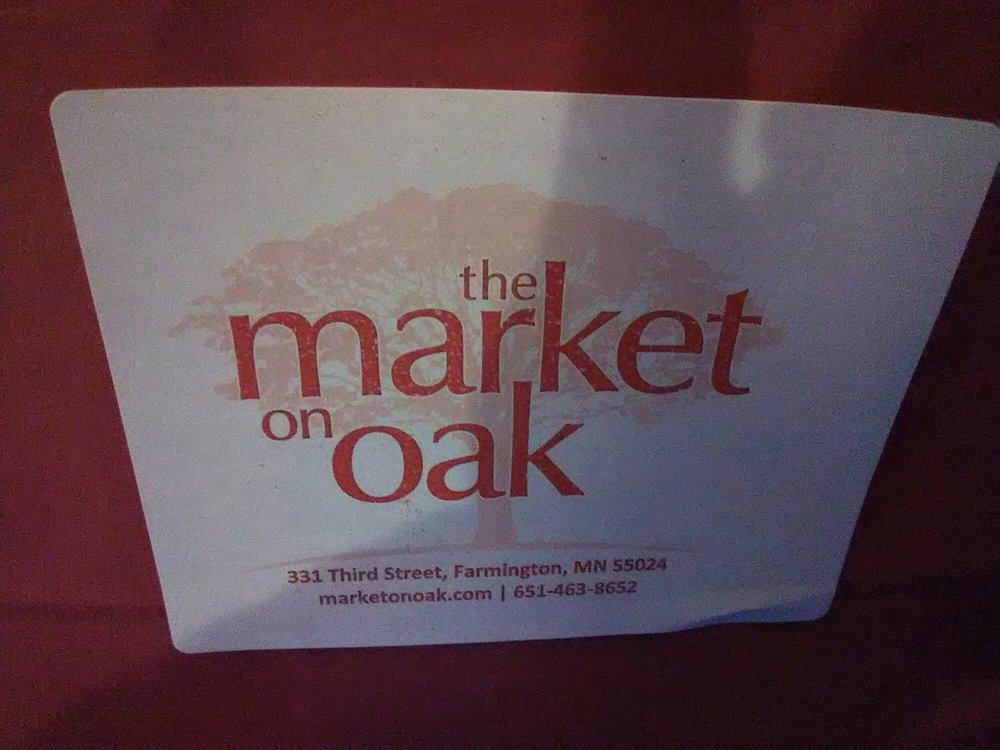 the
market
on
oak
331 Third Street, Farmington, MN 55024
marketonoak.com | 651-463-8652